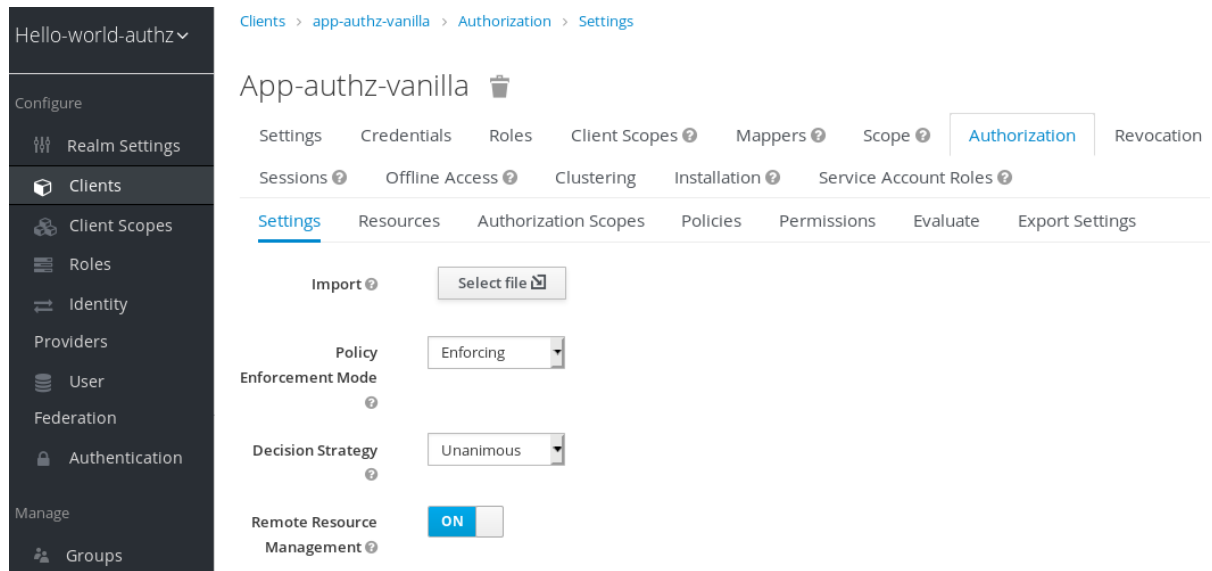 Hello-world-authz
Configure
Realm Settings
Clients
Client Scopes
Roles
Identity
Providers
User
Federation
Authentication
Manage
Groups
Clients > app-authz-vanilla > Authorization > Settings
App-authz-vanilla
Settings Credentials Roles Client Scopes Mappers Scope Authorization Revocation
Sessions Offline Access Clustering Installation Service Account Roles
Settings Resources Authorization Scopes Policies Permissions Evaluate Export Settings
Import Select file
Policy
Enforcement Mode
Enforcing
Decision Strategy
Unanimous
Remote Resource
Management
ON